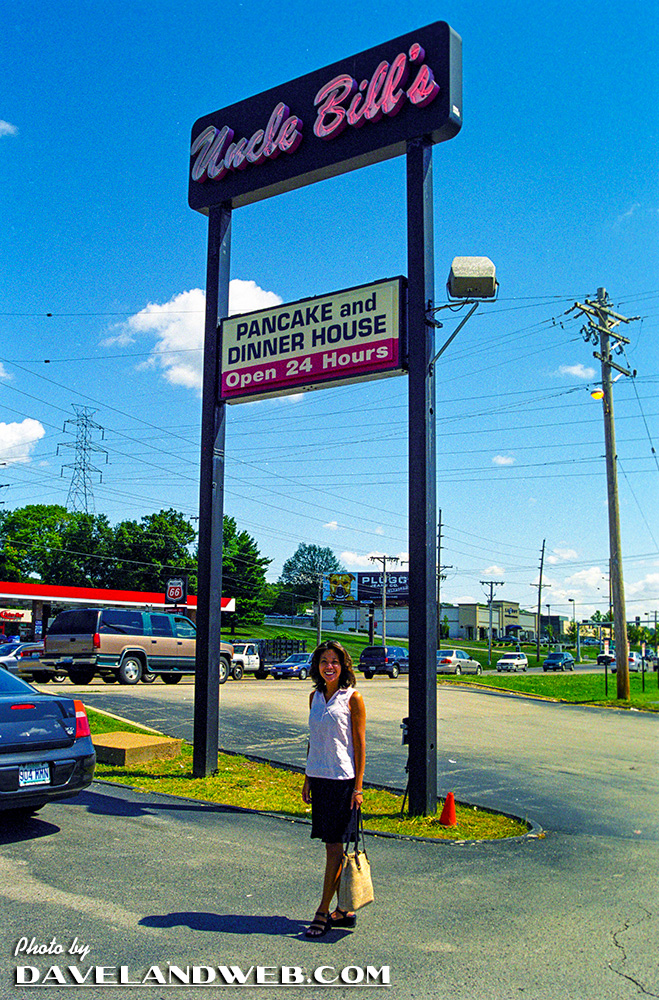 Uncle Bill's
PANCAKE and
DINNER HOUSE
Open 24 Hours
66
PLUGG
Photo by
DAVELANDWEB.COM